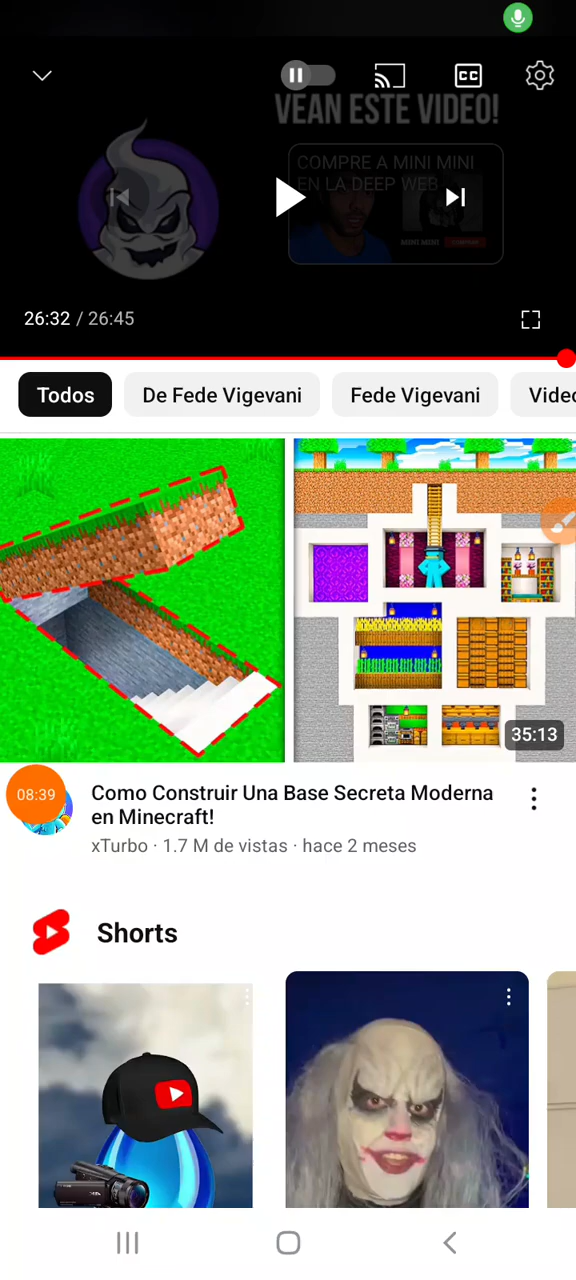 VEAN ESTE VIDEO!
COMPRE A MINI MINI
EN LA DEEP WEB
26:32 / 26:45
Todos
De Fede Vigevani
Fede Vigevani
Video
35:13
08:39
Como Construir Una Base Secreta Moderna
en Minecraft!
xTurbo · 1.7 M de vistas · hace 2 meses
Shorts